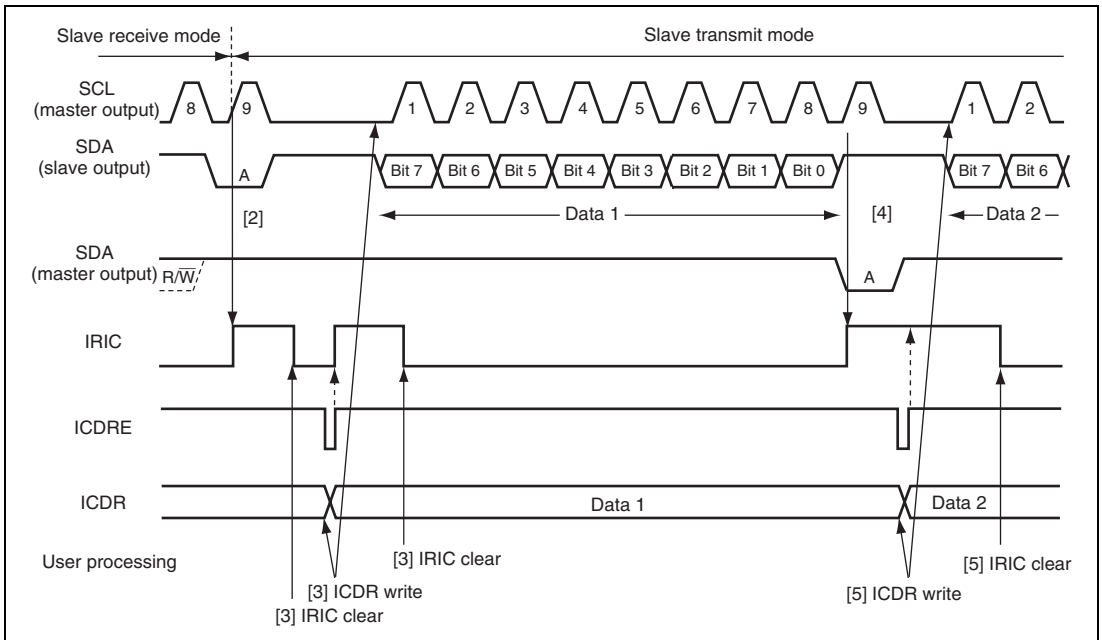 Slave receive mode
Slave transmit mode
SCL
(master output)
8 9 1 2 3 4 5 6 7 8 9 1 2
SDA
(slave output)
A Bit 7 Bit 6 Bit 5 Bit 4 Bit 3 Bit 2 Bit 1 Bit 0 Bit 7 Bit 6
[2] Data 1 [4] Data 2
SDA
(master output)
R/W̅ A
IRIC
ICDRE
ICDR Data 1 Data 2
User processing
[3] IRIC clear
[5] IRIC clear
[3] ICDR write
[5] ICDR write
[3] IRIC clear